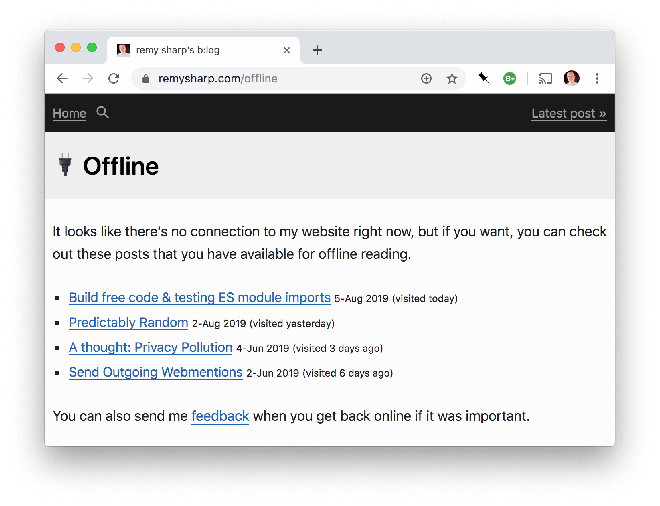 remy sharp's b:log
remysharp.com/offline
Home
Latest post »
Offline
It looks like there's no connection to my website right now, but if you want, you can check
out these posts that you have available for offline reading.
Build free code & testing ES module imports 5-Aug 2019 (visited today)
Predictably Random 2-Aug 2019 (visited yesterday)
A thought: Privacy Pollution 4-Jun 2019 (visited 3 days ago)
Send Outgoing Webmentions 2-Jun 2019 (visited 6 days ago)
You can also send me feedback when you get back online if it was important.